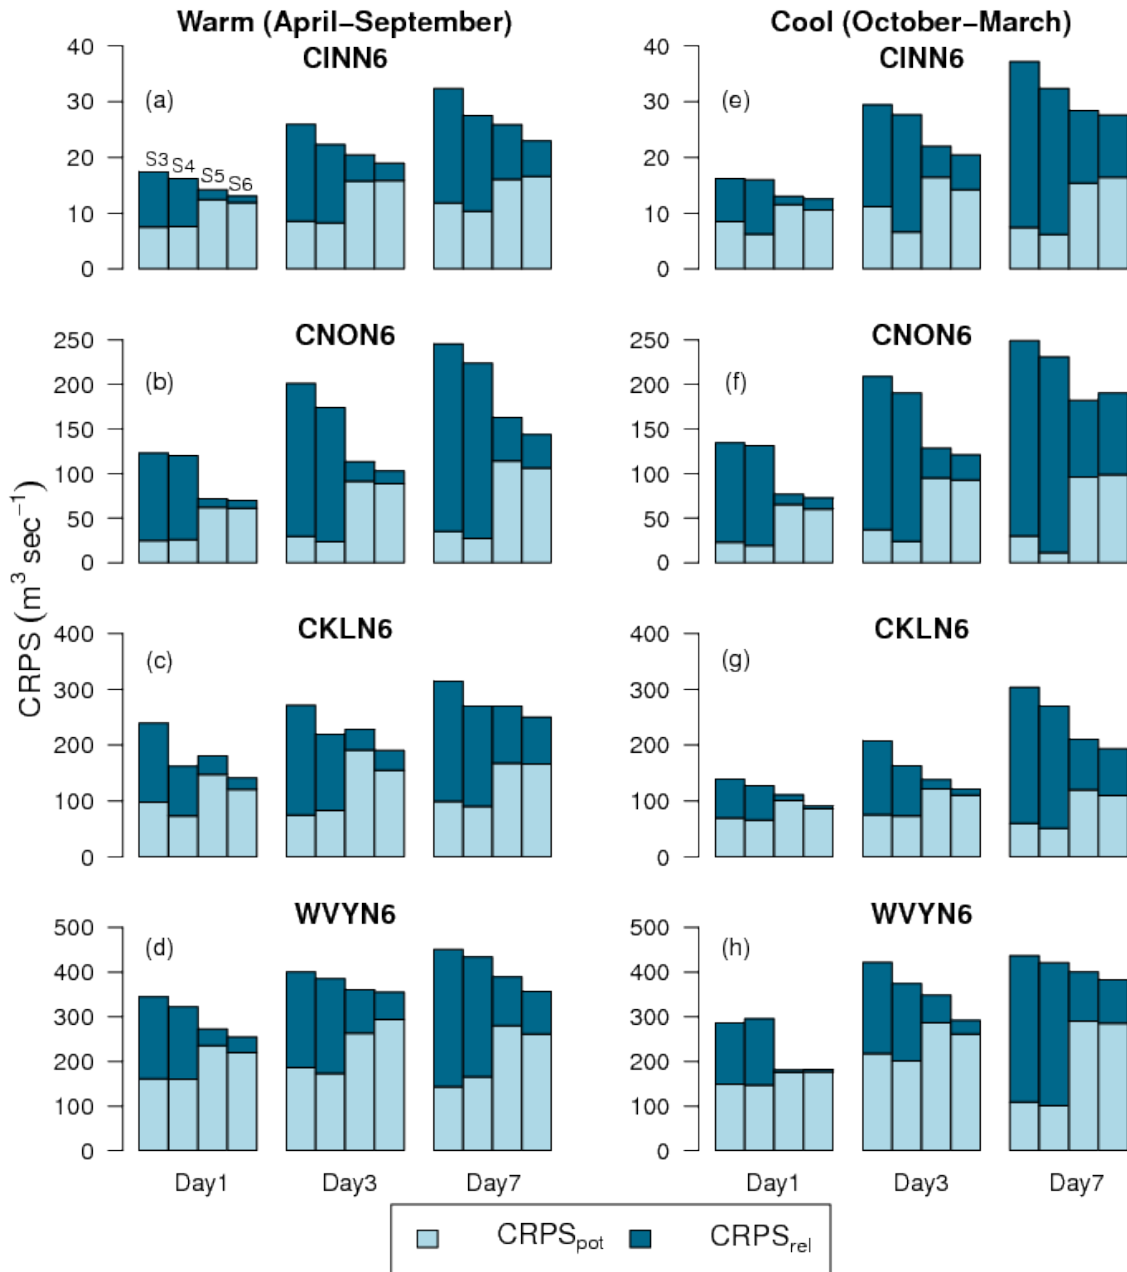 Warm (April–September)
CINN6
(a)
S3 S4 S5 S6
40
30
20
10
0
Cool (October–March)
CINN6
(e)
40
30
20
10
0
CNON6
(b)
250
200
150
100
50
0
CNON6
(f)
250
200
150
100
50
0
CKLN6
(c)
400
300
200
100
0
CKLN6
(g)
400
300
200
100
0
WVYN6
(d)
500
400
300
200
100
0
WVYN6
(h)
500
400
300
200
100
0
CRPS (m³ sec⁻¹)
Day1 Day3 Day7
Day1 Day3 Day7
CRPSpot CRPSrel